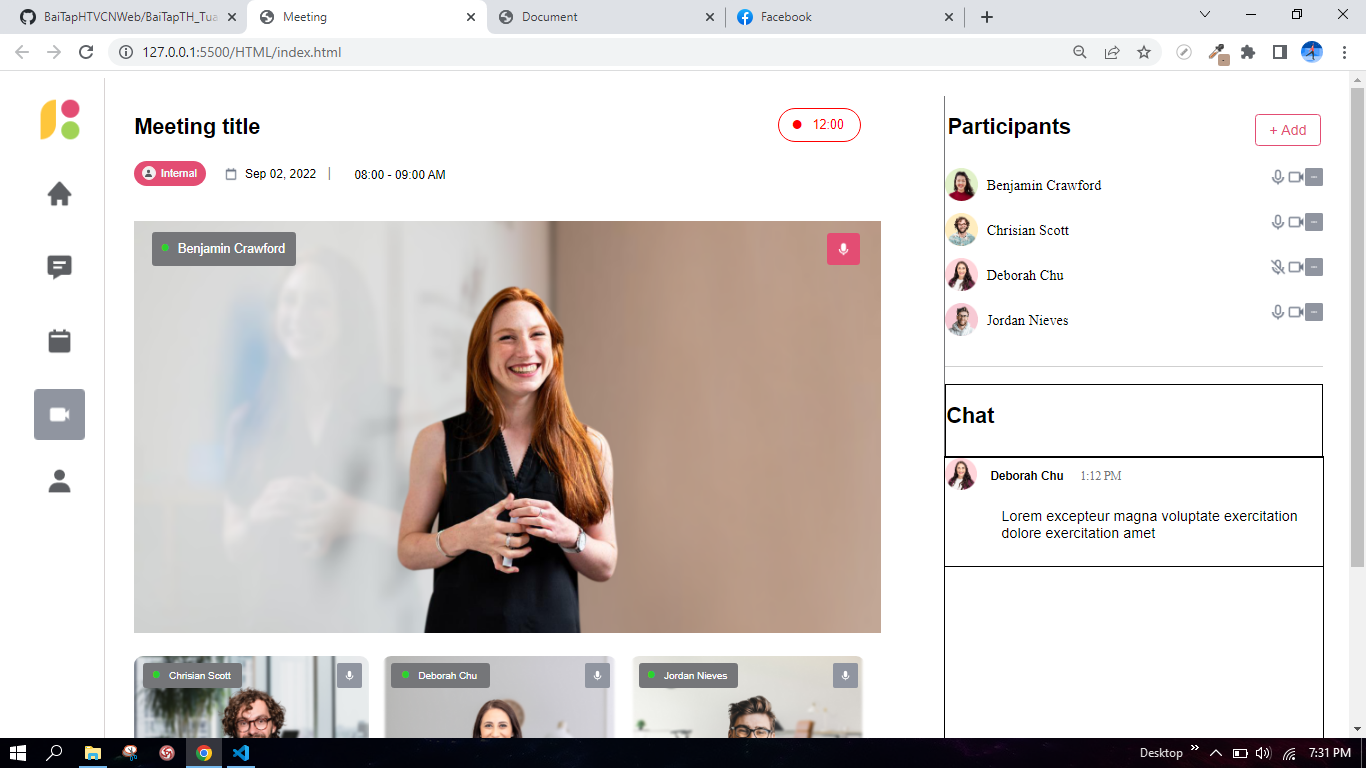 BaiTapHTVCNWeb/BaiTapTH_Tua
Meeting
Document
Facebook
127.0.0.1:5500/HTML/index.html
Meeting title
12:00
Internal
Sep 02, 2022
08:00 - 09:00 AM
Benjamin Crawford
Chrisian Scott
Deborah Chu
Jordan Nieves
Participants
+ Add
Benjamin Crawford
Chrisian Scott
Deborah Chu
Jordan Nieves
Chat
Deborah Chu 1:12 PM
Lorem excepteur magna voluptate exercitation
dolore exercitation amet
Desktop
7:31 PM